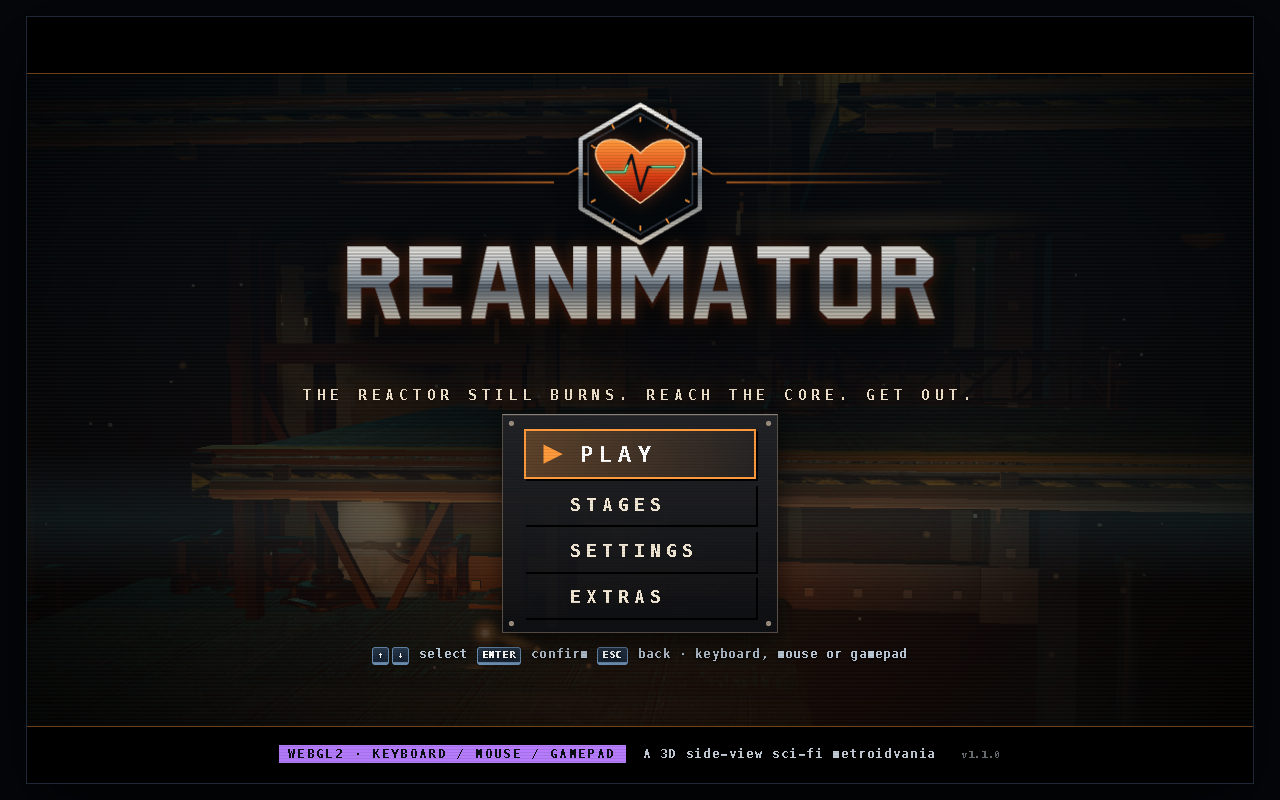 REANIMATOR
THE REACTOR STILL BURNS. REACH THE CORE. GET OUT.
PLAY
STAGES
SETTINGS
EXTRAS
↑ ↓ select ENTER confirm ESC back · keyboard, mouse or gamepad
WEBGL2 · KEYBOARD / MOUSE / GAMEPAD A 3D side-view sci-fi metroidvania v1.1.0